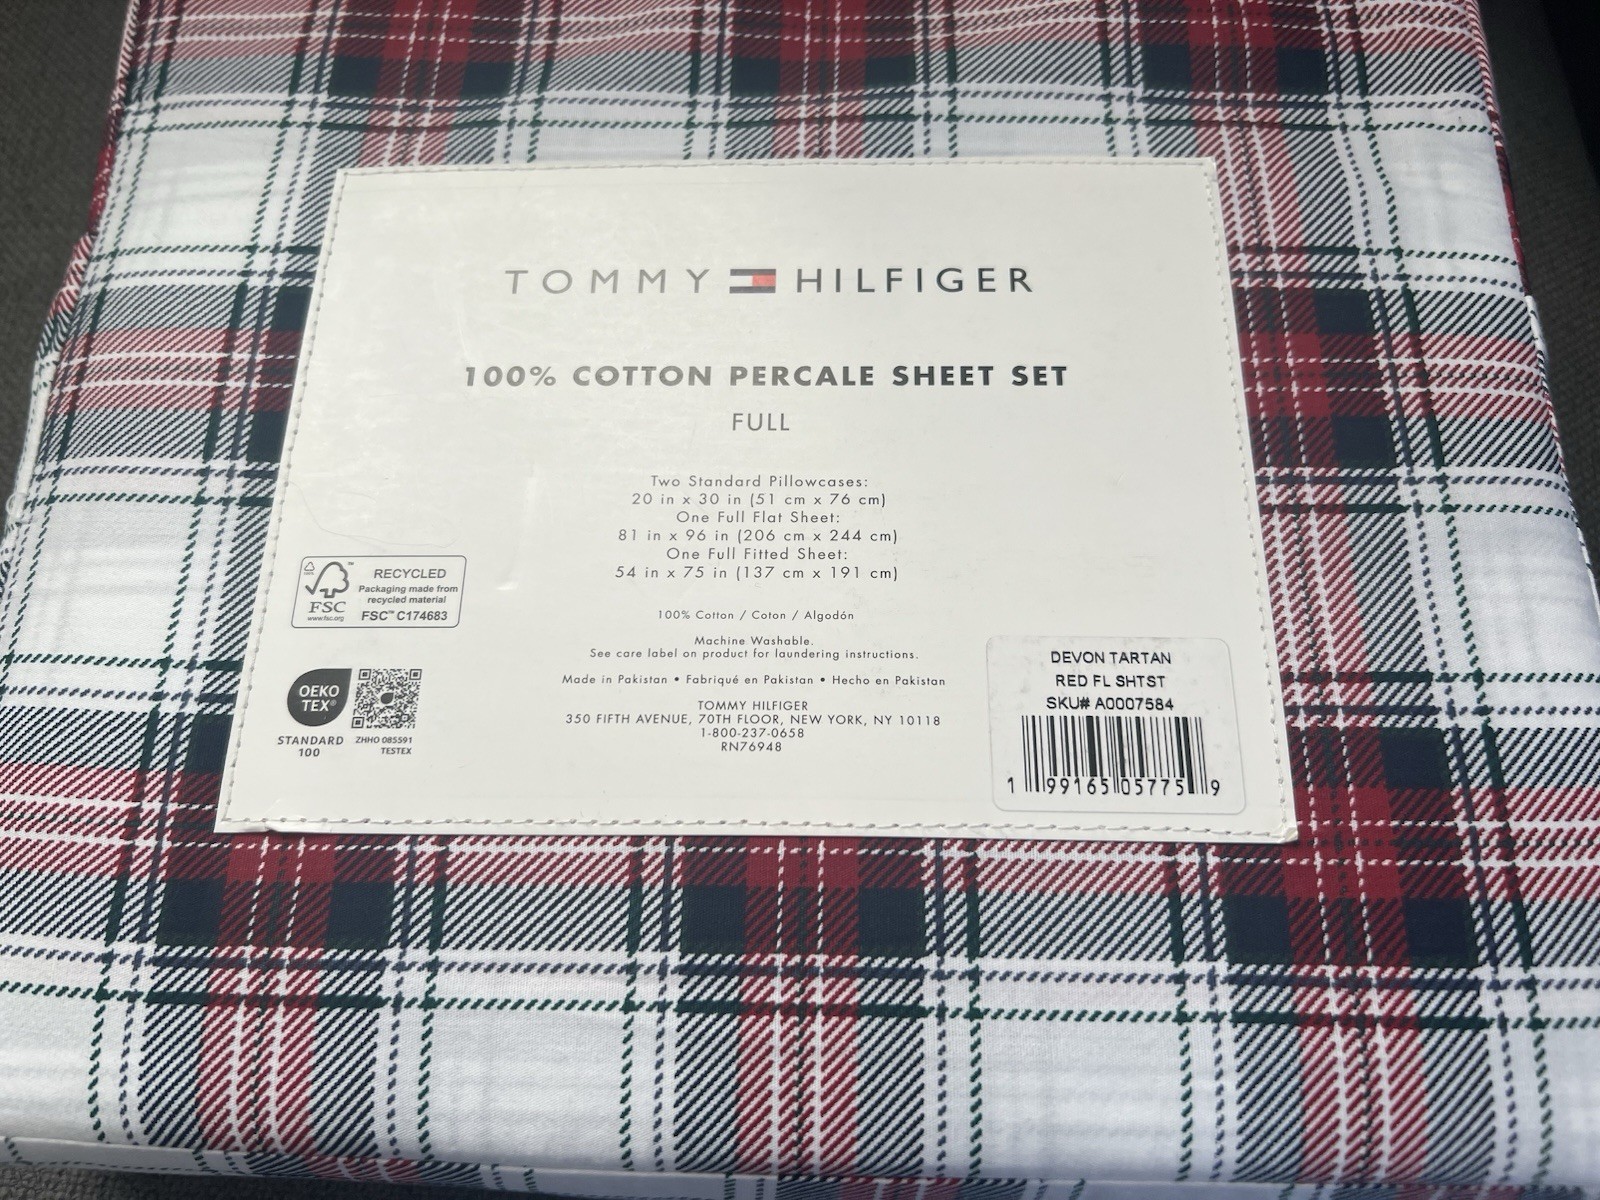 TOMMY HILFIGER
100% COTTON PERCALE SHEET SET
FULL
Two Standard Pillowcases:
20 in x 30 in (51 cm x 76 cm)
One Full Flat Sheet:
81 in x 96 in (206 cm x 244 cm)
One Full Fitted Sheet:
54 in x 75 in (137 cm x 191 cm)
100% Cotton / Coton / Algodón
Machine Washable.
See care label on product for laundering instructions.
Made in Pakistan • Fabriqué en Pakistan • Hecho en Pakistan
TOMMY HILFIGER
350 FIFTH AVENUE, 70TH FLOOR, NEW YORK, NY 10118
1-800-237-0658
RN76948
FSC
www.fsc.org
RECYCLED
Packaging made from
recycled material
FSC™ C174683
OEKO
TEX®
STANDARD
100
ZHHO 085591
TESTEX
DEVON TARTAN
RED FL SHTST
SKU# A0007584
1 99165 05775 9